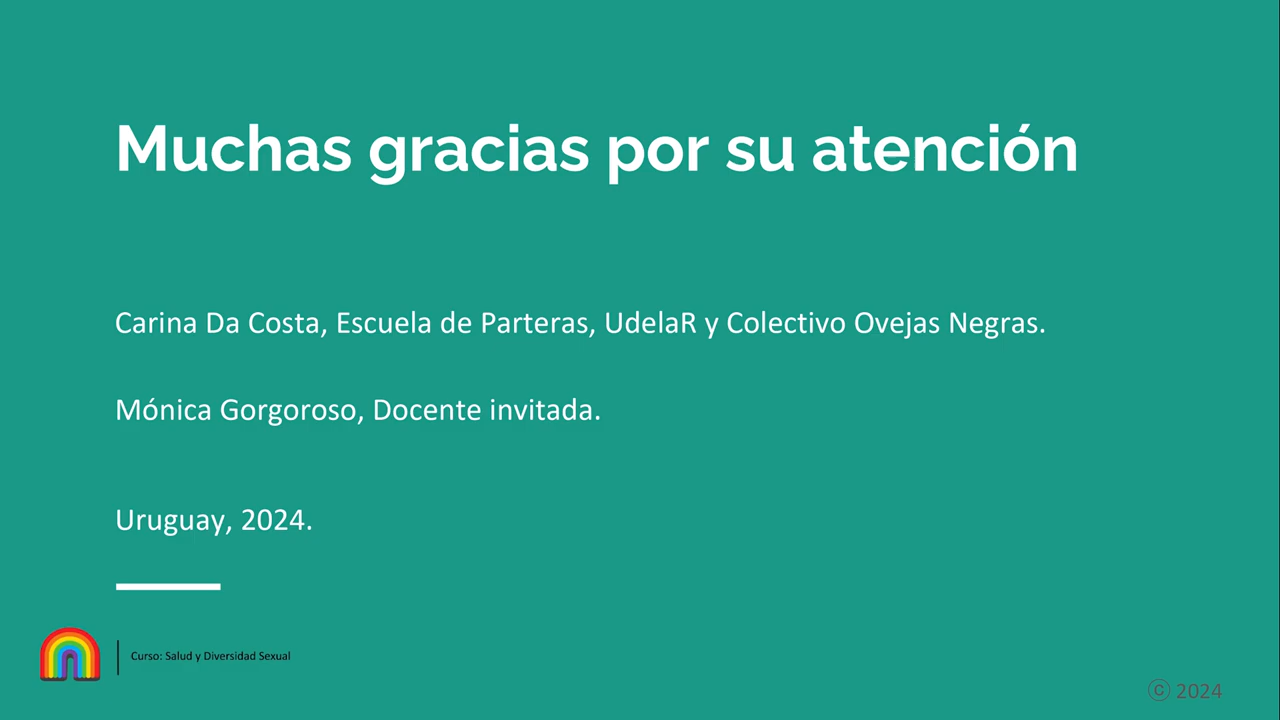 Muchas gracias por su atención
Carina Da Costa, Escuela de Parteras, UdelaR y Colectivo Ovejas Negras.
Mónica Gorgoroso, Docente invitada.
Uruguay, 2024.
Curso: Salud y Diversidad Sexual
ⓒ 2024